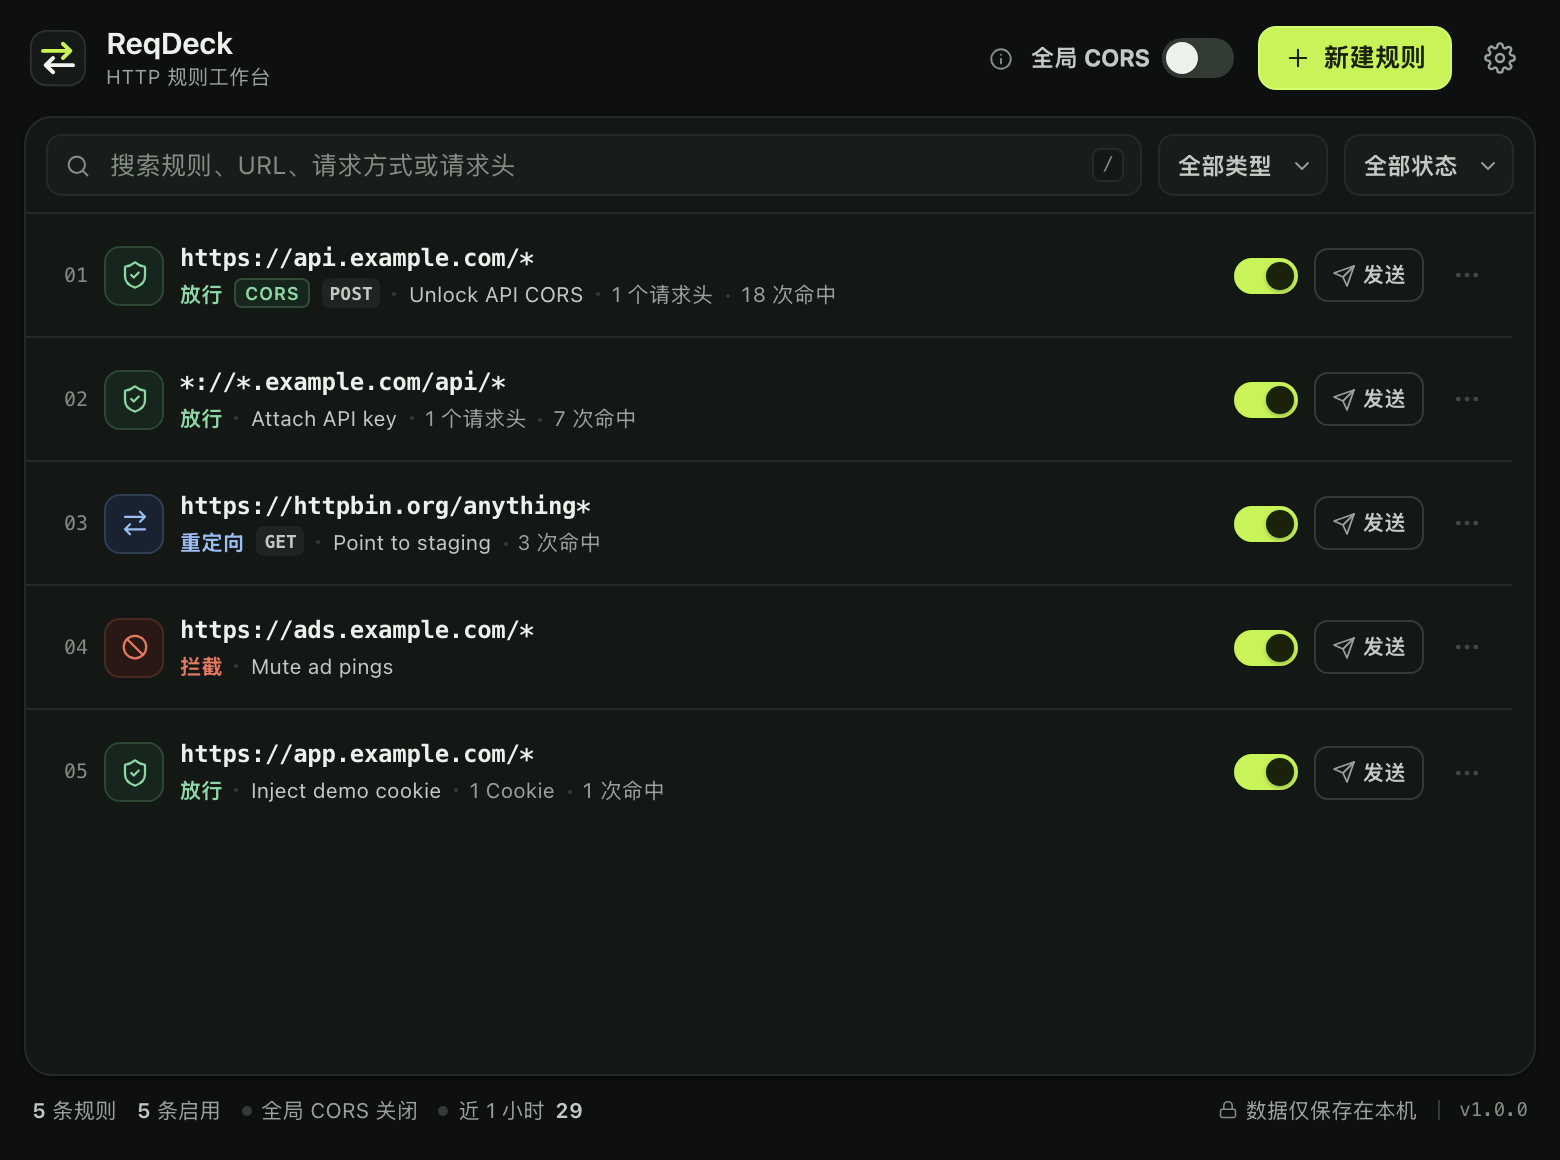 ReqDeck
HTTP 规则工作台
全局 CORS
新建规则
搜索规则、URL、请求方式或请求头
/
全部类型
全部状态
01
https://api.example.com/*
放行 CORS POST · Unlock API CORS · 1 个请求头 · 18 次命中
发送
02
*://*.example.com/api/*
放行 · Attach API key · 1 个请求头 · 7 次命中
发送
03
https://httpbin.org/anything*
重定向 GET · Point to staging · 3 次命中
发送
04
https://ads.example.com/*
拦截 · Mute ad pings
发送
05
https://app.example.com/*
放行 · Inject demo cookie · 1 Cookie · 1 次命中
发送
5 条规则 5 条启用 全局 CORS 关闭 近 1 小时 29
数据仅保存在本机 | v1.0.0